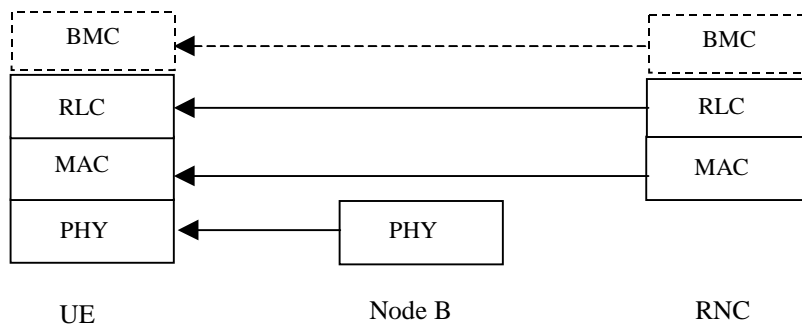 BMC BMC
RLC RLC
MAC MAC
PHY PHY
UE Node B RNC